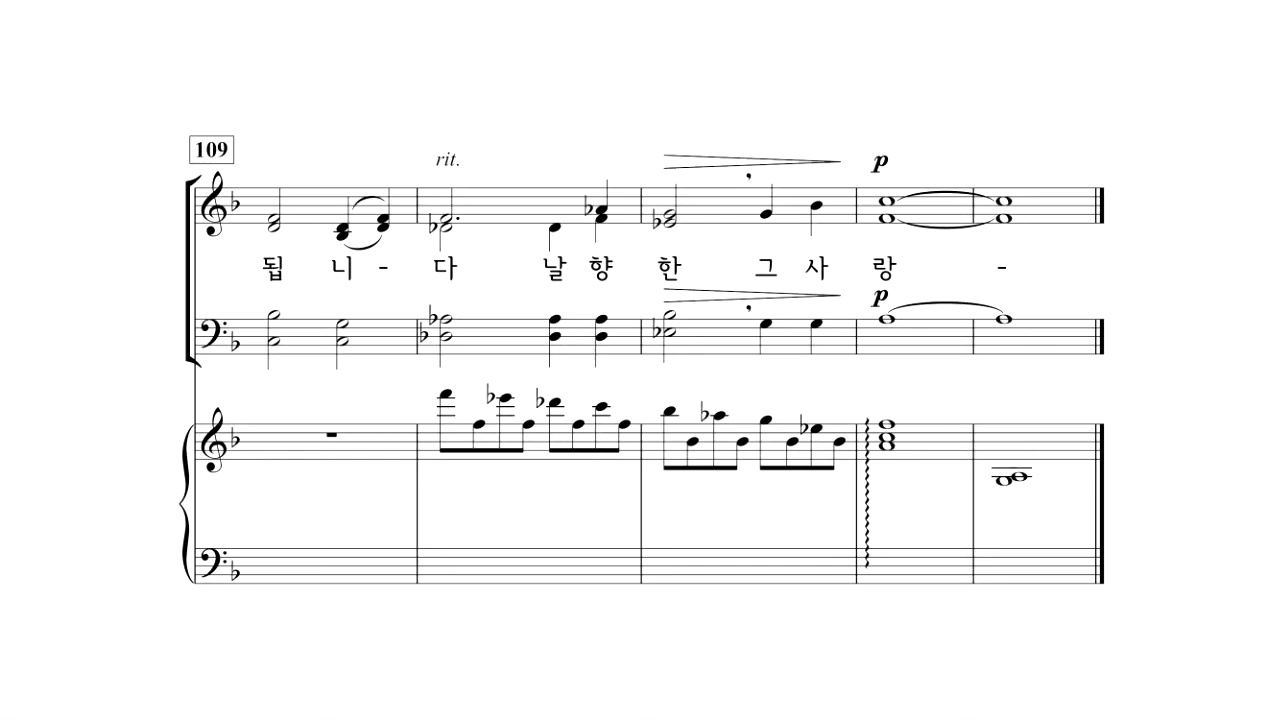 109
rit.
p
됩 니 - 다 날 향 한 그 사 랑 -
p